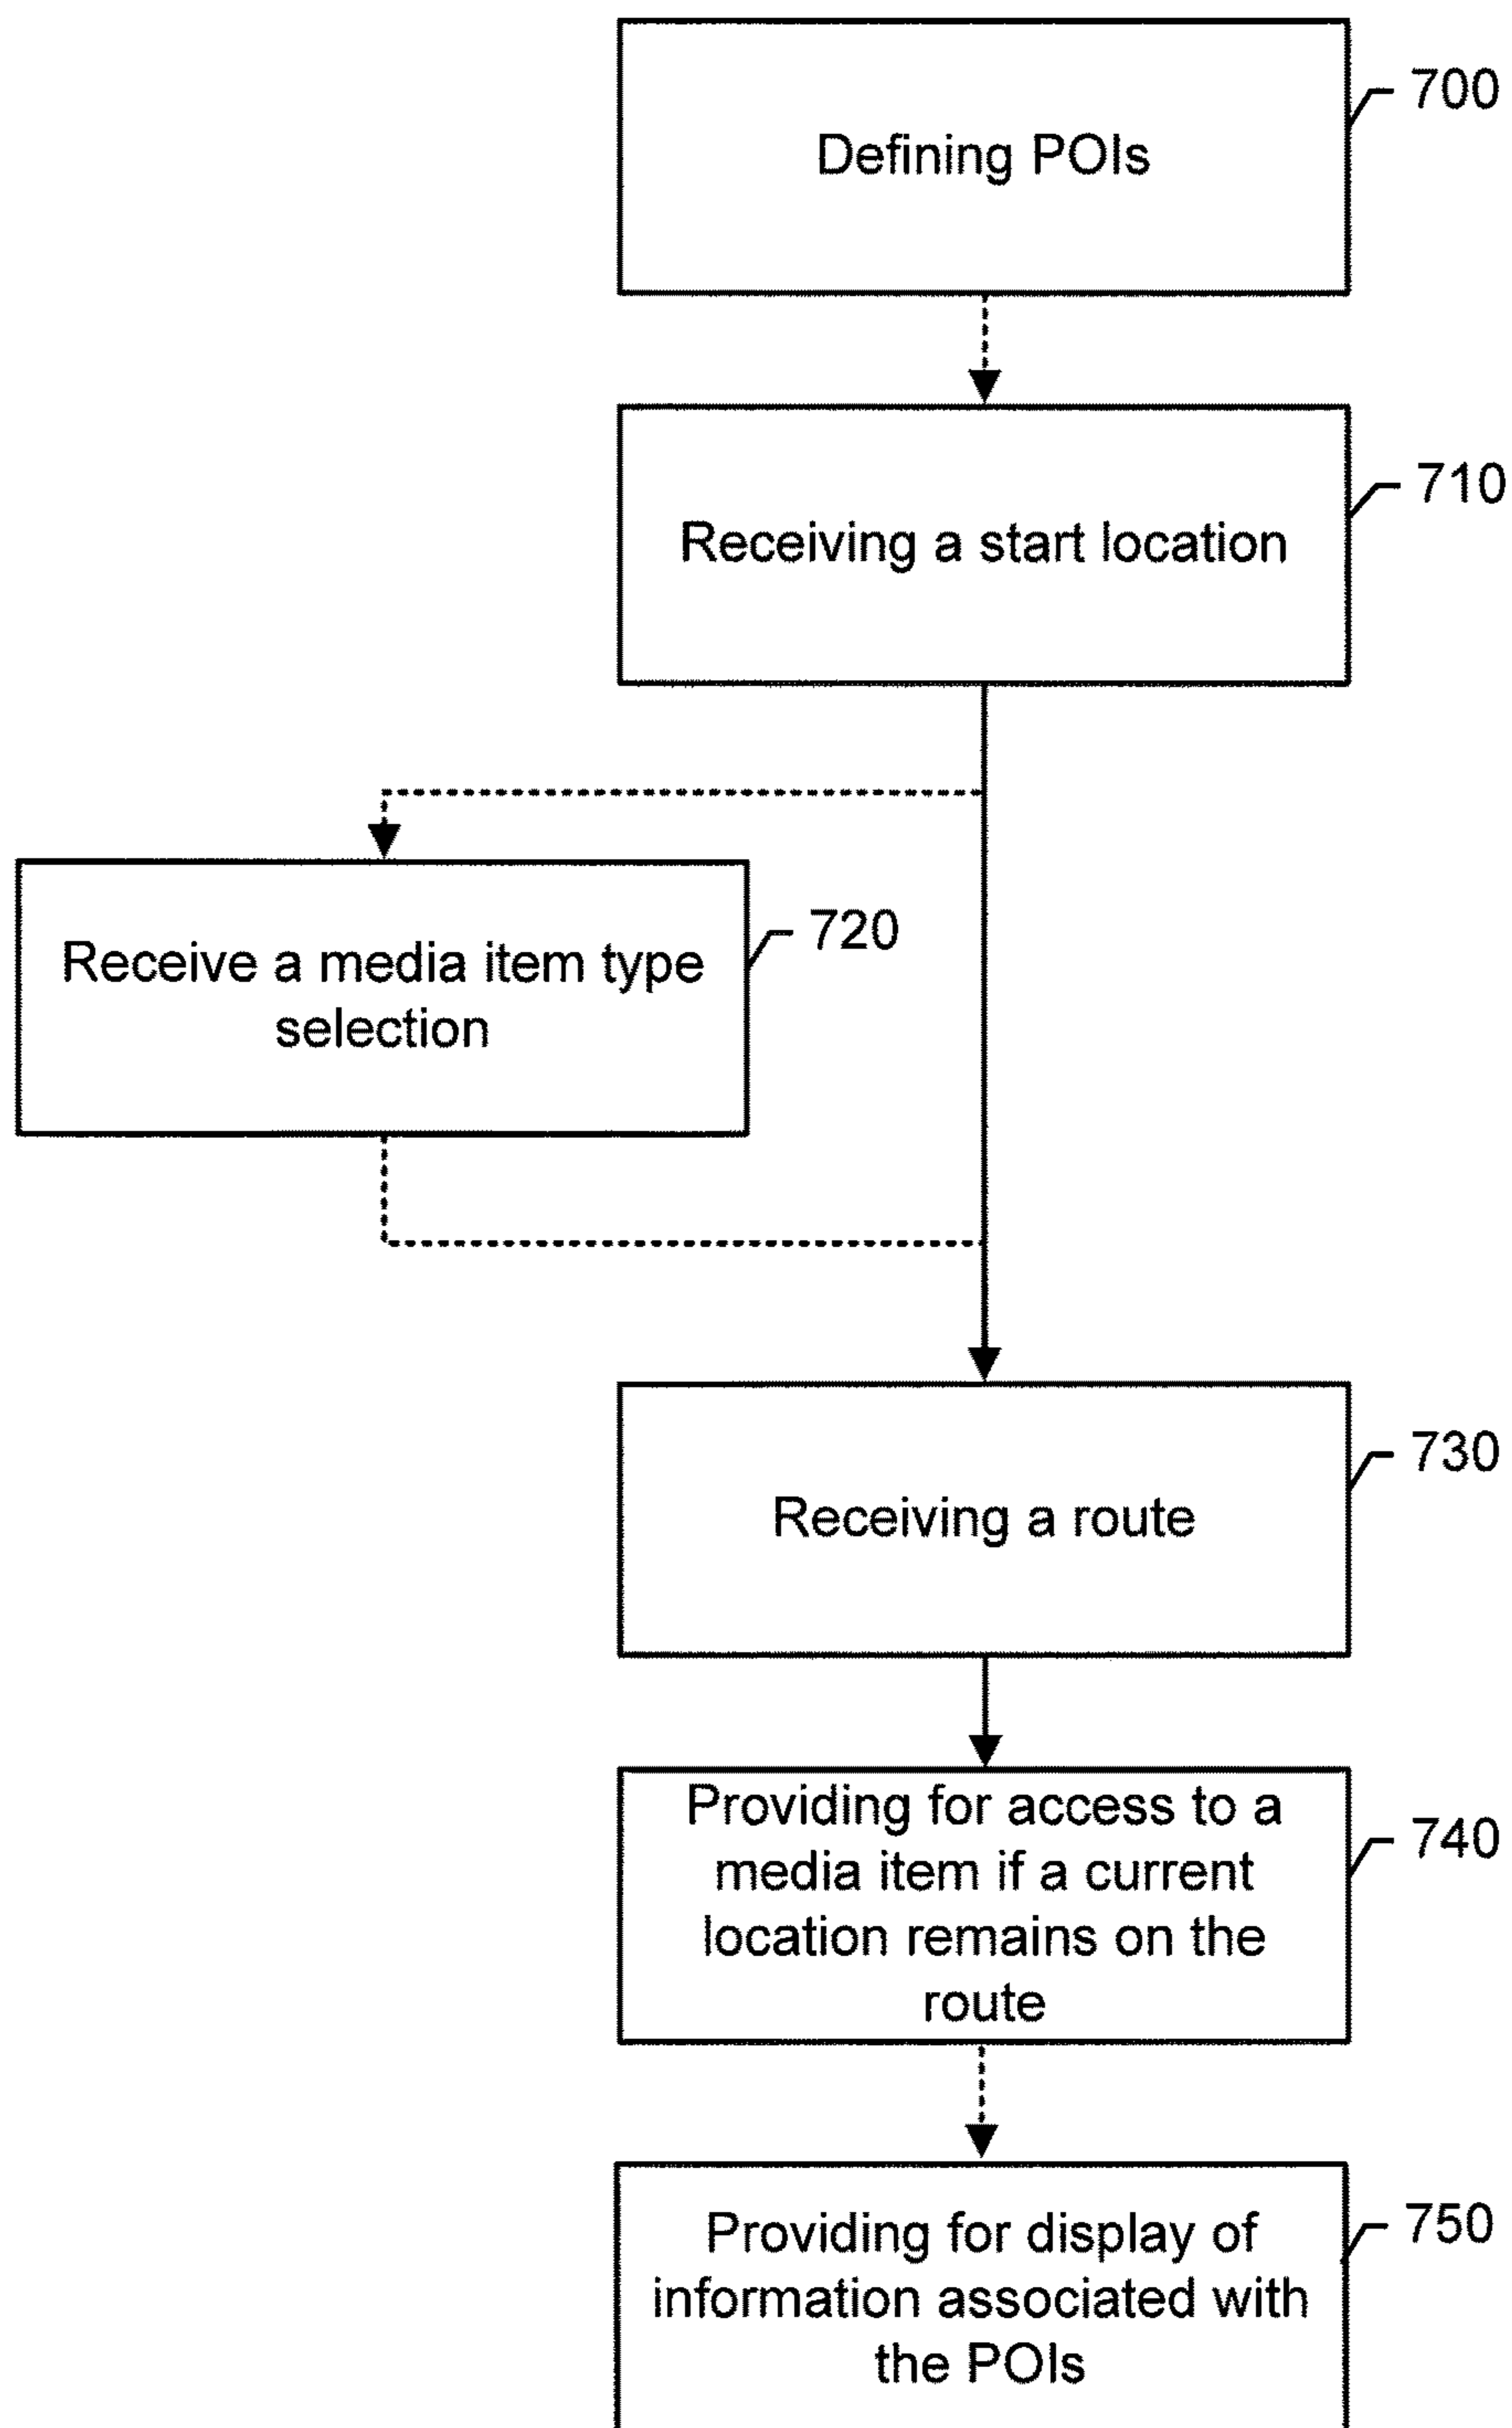 700
Defining POIs
710
Receiving a start location
720
Receive a media item type
selection
730
Receiving a route
Providing for access to a
740
media item if a current
location remains on the
route
750
Providing for display of
information associated with
the POIs